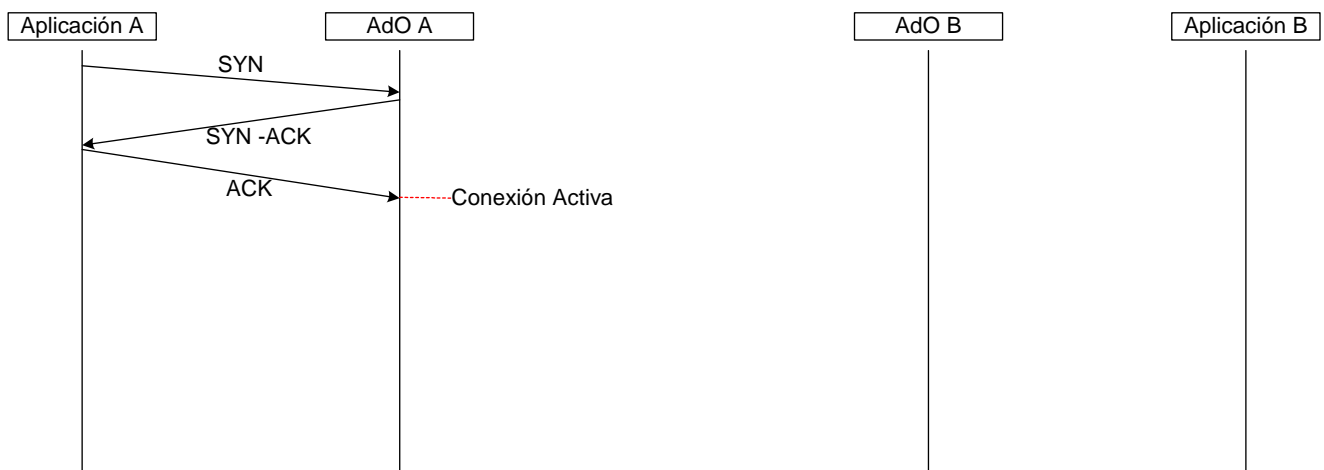 Aplicación A
AdO A
AdO B
Aplicación B
SYN
SYN -ACK
ACK
Conexión Activa